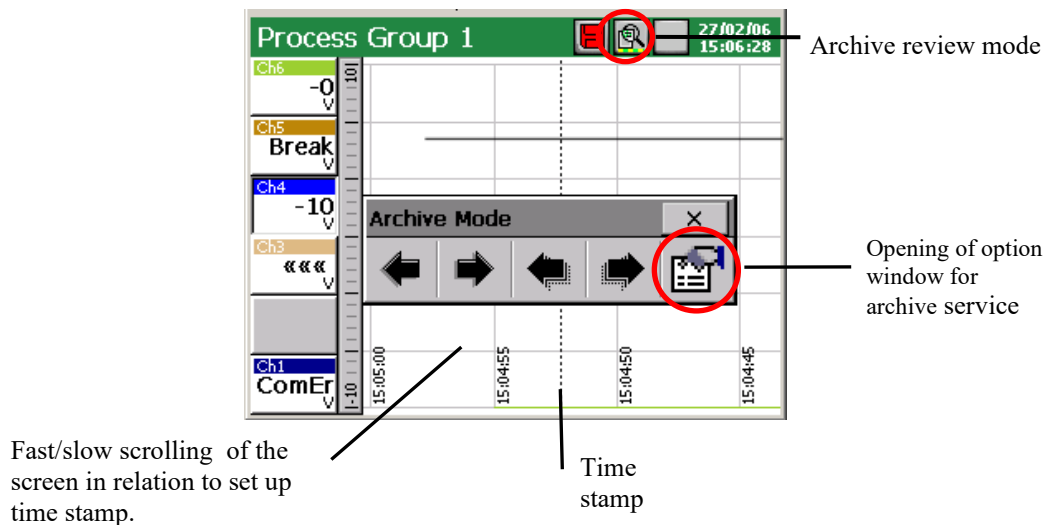 Process Group 1
27/02/06
15:06:28
Archive review mode
Ch6
-0
V
Ch5
Break
V
Ch4
-10
V
Ch3
«««
V
Ch1
ComEr
V
10
-10
Archive Mode
×
Opening of option
window for
archive service
15:05:00
15:04:55
15:04:50
15:04:45
Fast/slow scrolling of the
screen in relation to set up
time stamp.
Time
stamp